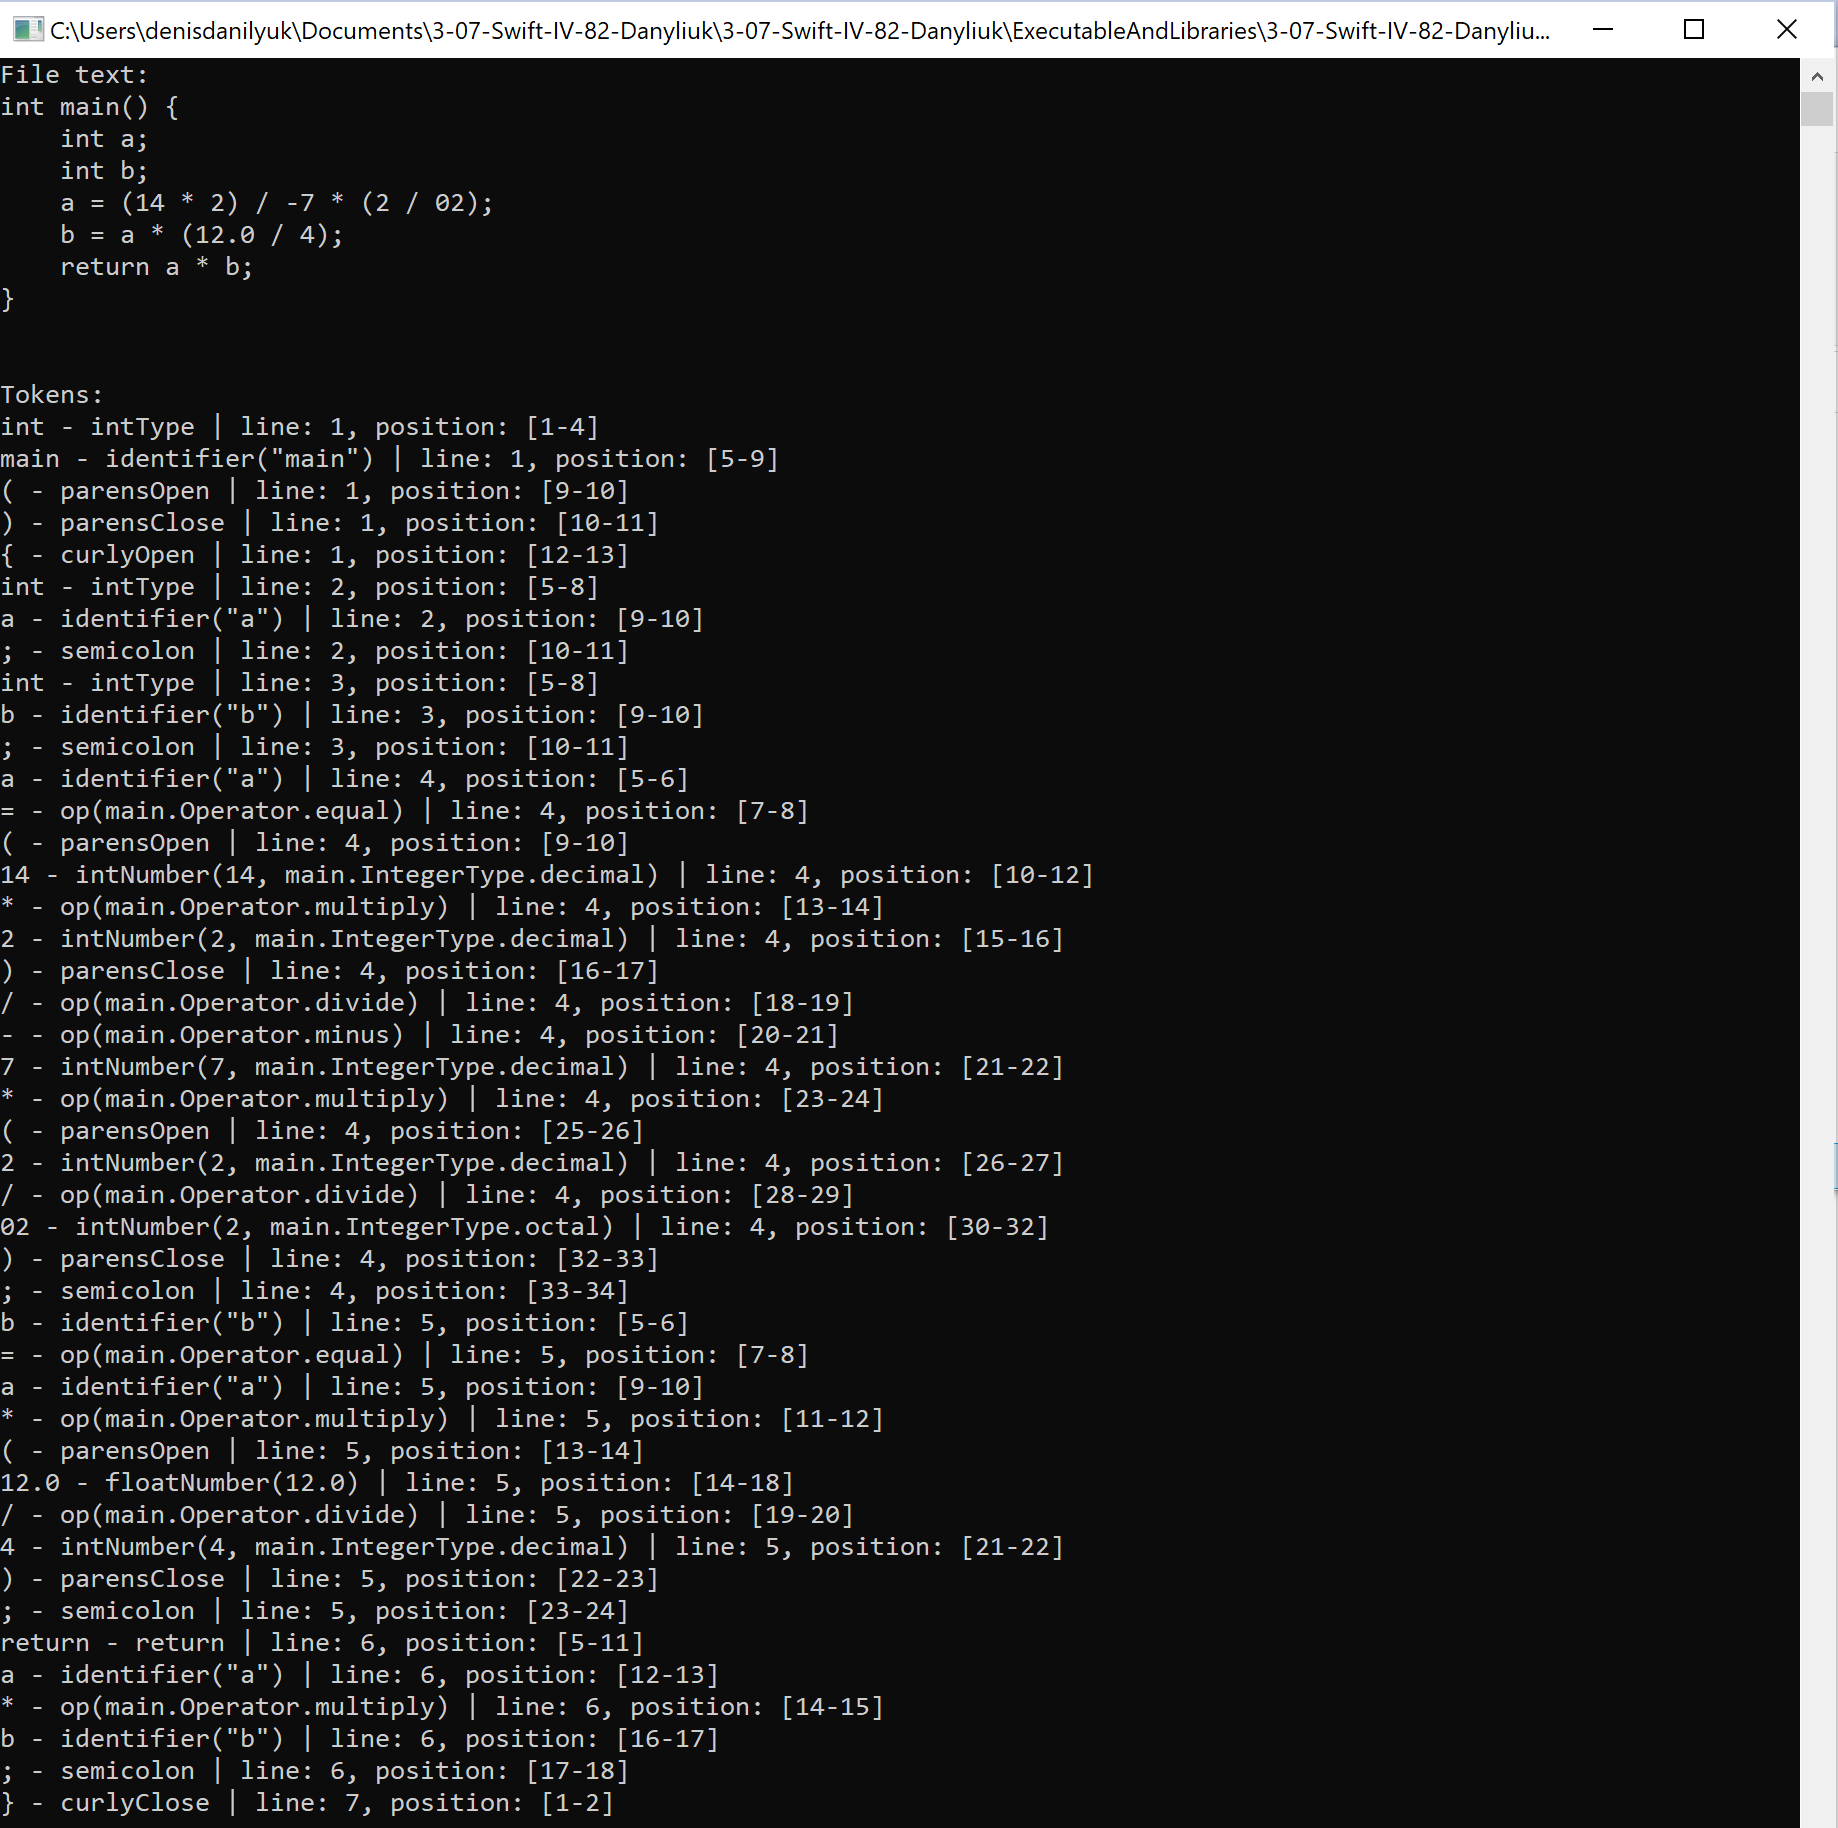 C:\Users\denisdanilyuk\Documents\3-07-Swift-IV-82-Danyliuk\3-07-Swift-IV-82-Danyliuk\ExecutableAndLibraries\3-07-Swift-IV-82-Danyliu...
File text:
int main() {
    int a;
    int b;
    a = (14 * 2) / -7 * (2 / 02);
    b = a * (12.0 / 4);
    return a * b;
}
Tokens:
int - intType | line: 1, position: [1-4]
main - identifier("main") | line: 1, position: [5-9]
( - parensOpen | line: 1, position: [9-10]
) - parensClose | line: 1, position: [10-11]
{ - curlyOpen | line: 1, position: [12-13]
int - intType | line: 2, position: [5-8]
a - identifier("a") | line: 2, position: [9-10]
; - semicolon | line: 2, position: [10-11]
int - intType | line: 3, position: [5-8]
b - identifier("b") | line: 3, position: [9-10]
; - semicolon | line: 3, position: [10-11]
a - identifier("a") | line: 4, position: [5-6]
= - op(main.Operator.equal) | line: 4, position: [7-8]
( - parensOpen | line: 4, position: [9-10]
14 - intNumber(14, main.IntegerType.decimal) | line: 4, position: [10-12]
* - op(main.Operator.multiply) | line: 4, position: [13-14]
2 - intNumber(2, main.IntegerType.decimal) | line: 4, position: [15-16]
) - parensClose | line: 4, position: [16-17]
/ - op(main.Operator.divide) | line: 4, position: [18-19]
- - op(main.Operator.minus) | line: 4, position: [20-21]
7 - intNumber(7, main.IntegerType.decimal) | line: 4, position: [21-22]
* - op(main.Operator.multiply) | line: 4, position: [23-24]
( - parensOpen | line: 4, position: [25-26]
2 - intNumber(2, main.IntegerType.decimal) | line: 4, position: [26-27]
/ - op(main.Operator.divide) | line: 4, position: [28-29]
02 - intNumber(2, main.IntegerType.octal) | line: 4, position: [30-32]
) - parensClose | line: 4, position: [32-33]
; - semicolon | line: 4, position: [33-34]
b - identifier("b") | line: 5, position: [5-6]
= - op(main.Operator.equal) | line: 5, position: [7-8]
a - identifier("a") | line: 5, position: [9-10]
* - op(main.Operator.multiply) | line: 5, position: [11-12]
( - parensOpen | line: 5, position: [13-14]
12.0 - floatNumber(12.0) | line: 5, position: [14-18]
/ - op(main.Operator.divide) | line: 5, position: [19-20]
4 - intNumber(4, main.IntegerType.decimal) | line: 5, position: [21-22]
) - parensClose | line: 5, position: [22-23]
; - semicolon | line: 5, position: [23-24]
return - return | line: 6, position: [5-11]
a - identifier("a") | line: 6, position: [12-13]
* - op(main.Operator.multiply) | line: 6, position: [14-15]
b - identifier("b") | line: 6, position: [16-17]
; - semicolon | line: 6, position: [17-18]
} - curlyClose | line: 7, position: [1-2]